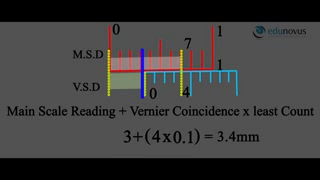 edunovus
0 1
M.S.D 7
1
V.S.D
0 4
Main Scale Reading + Vernier Coincidence x least Count
3+(4x0.1) = 3.4mm